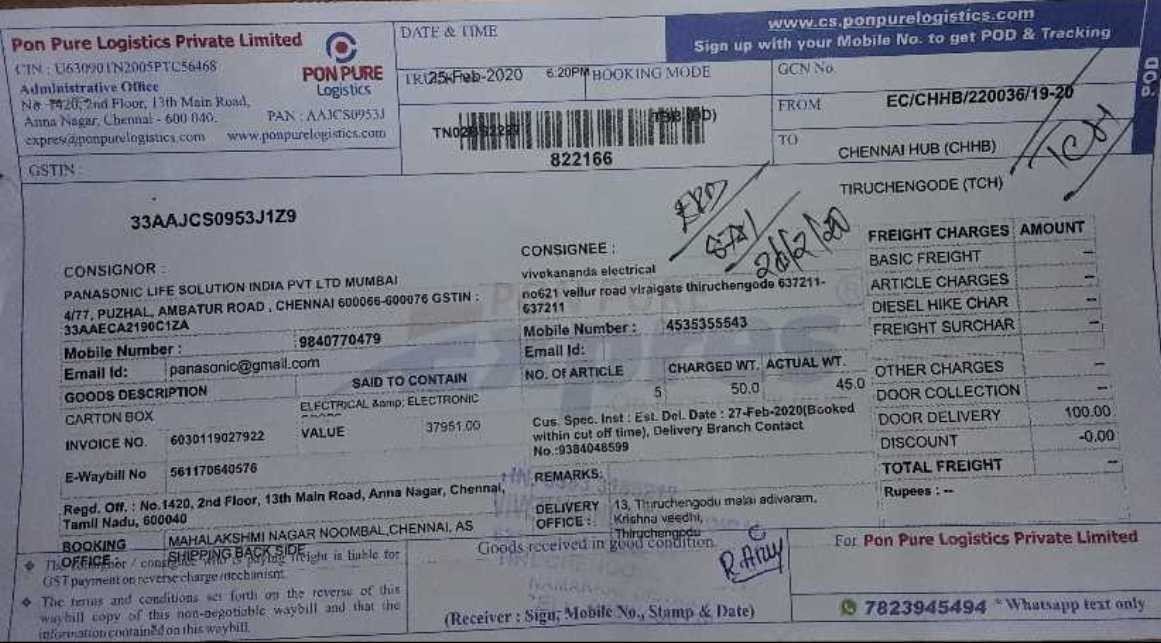 Pon Pure Logistics Private Limited
CIN : U630901N2005PTC56468
Administrative Office
No 1420, 2nd Floor, 13th Main Road,
Anna Nagar, Chennai - 600 040. PAN : AAJCS0953J
expres@ponpurelogistics.com www.ponpurelogistics.com
PON PURE
Logistics
GSTIN :
DATE & TIME
25-Feb-2020 6:20PM BOOKING MODE
822166
www.cs.ponpurelogistics.com
Sign up with your Mobile No. to get POD & Tracking
POD
GCN No.
FROM EC/CHHB/220036/19-20
TO CHENNAI HUB (CHHB)
TIRUCHENGODE (TCH)
26/2/20
33AAJCS0953J1Z9
CONSIGNOR :
PANASONIC LIFE SOLUTION INDIA PVT LTD MUMBAI
4/77, PUZHAL, AMBATUR ROAD , CHENNAI 600066-600076 GSTIN :
33AAECA2190C1ZA
Mobile Number : 9840770479
Email Id: panasonic@gmail.com
GOODS DESCRIPTION SAID TO CONTAIN
CARTON BOX ELECTRICAL &amp; ELECTRONIC
INVOICE NO. 6030119027922 VALUE 37951.00
E-Waybill No 561170640576
Regd. Off. : No.1420, 2nd Floor, 13th Main Road, Anna Nagar, Chennai,
Tamil Nadu, 600040
BOOKING OFFICE : MAHALAKSHMI NAGAR NOOMBAL,CHENNAI, AS
SHIPPING BACK SIDE
CONSIGNEE :
vivekananda electrical
no621 vellur road viraigate thiruchengode 637211-
637211
Mobile Number : 4535355543
Email Id:
NO. OF ARTICLE CHARGED WT. ACTUAL WT.
5 50.0 45.0
Cus. Spec. Inst : Est. Del. Date : 27-Feb-2020(Booked
within cut off time), Delivery Branch Contact
No.:9384048599
REMARKS:
DELIVERY OFFICE : 13, Thiruchengodu malai adivaram,
Krishna veedhi,
Thiruchengodu
FREIGHT CHARGES AMOUNT
BASIC FREIGHT --
ARTICLE CHARGES --
DIESEL HIKE CHAR --
FREIGHT SURCHAR --
OTHER CHARGES --
DOOR COLLECTION --
DOOR DELIVERY 100.00
DISCOUNT -0.00
TOTAL FREIGHT --
Rupees : --
freight is liable for
GST payment on reverse charge mechanism.
The terms and conditions set forth on the reverse of this
waybill copy of this non-negotiable waybill and that the
information contained on this waybill.
Goods received in good condition.
(Receiver : Sign, Mobile No., Stamp & Date)
For Pon Pure Logistics Private Limited
7823945494 * Whatsapp text only